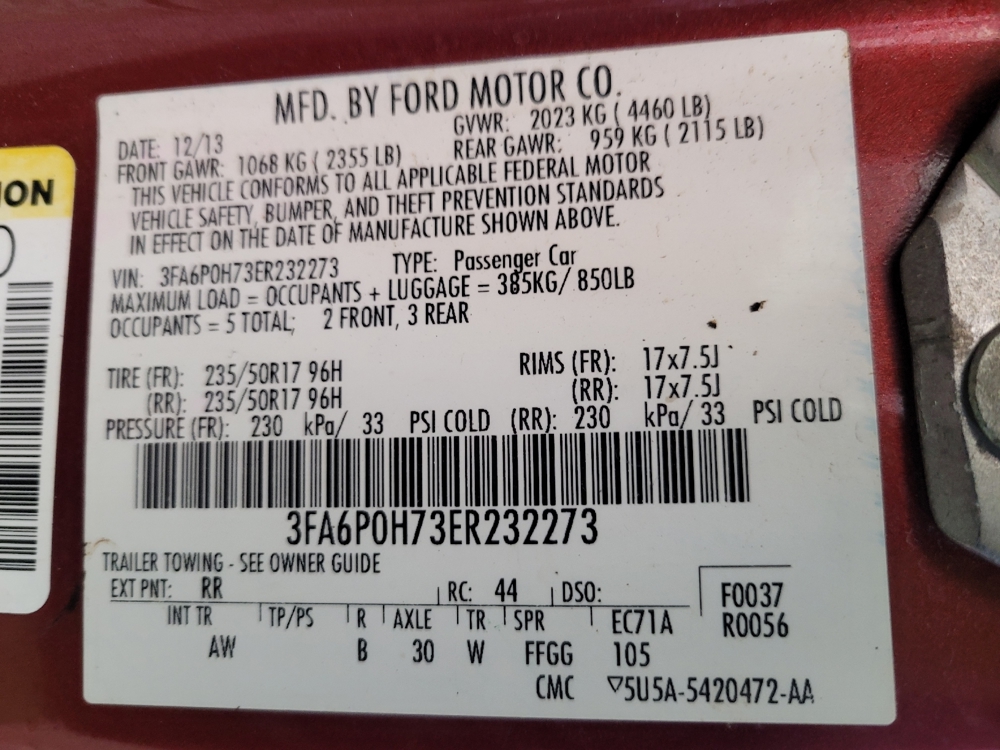 MFD. BY FORD MOTOR CO.
DATE: 12/13 GVWR: 2023 KG ( 4460 LB)
FRONT GAWR: 1068 KG ( 2355 LB) REAR GAWR: 959 KG ( 2115 LB)
THIS VEHICLE CONFORMS TO ALL APPLICABLE FEDERAL MOTOR
VEHICLE SAFETY, BUMPER, AND THEFT PREVENTION STANDARDS
IN EFFECT ON THE DATE OF MANUFACTURE SHOWN ABOVE.
VIN: 3FA6P0H73ER232273 TYPE: Passenger Car
MAXIMUM LOAD = OCCUPANTS + LUGGAGE = 385KG/ 850LB
OCCUPANTS = 5 TOTAL; 2 FRONT, 3 REAR
TIRE (FR): 235/50R17 96H RIMS (FR): 17x7.5J
(RR): 235/50R17 96H (RR): 17x7.5J
PRESSURE (FR): 230 kPa/ 33 PSI COLD (RR): 230 kPa/ 33 PSI COLD
3FA6P0H73ER232273
TRAILER TOWING - SEE OWNER GUIDE
EXT PNT: RR RC: 44 DSO: F0037
INT TR TP/PS R AXLE TR SPR EC71A R0056
AW B 30 W FFGG 105
CMC ▽5U5A-5420472-AA
ION